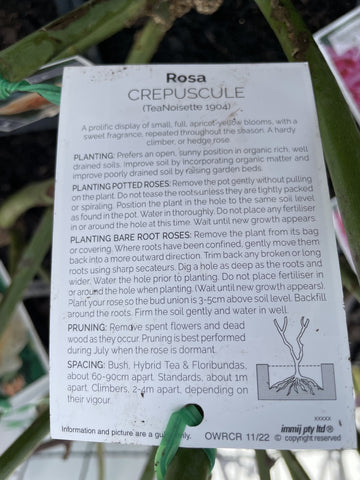 Rosa
CREPUSCULE
(TeaNoisette 1904)
A prolific display of small, full, apricot-yellow blooms, with a
sweet fragrance, repeated throughout the season. A hardy
climber, or hedge rose
PLANTING: Prefers an open, sunny position in organic rich, well
drained soils, improve soil by incorporating organic matter and
improve poorly drained soil by raising garden beds.
PLANTING POTTED ROSES: Remove the pot gently without pulling
on the plant. Do not tease the roots unless they are tightly packed
or spiraling. Position the plant in the hole to the same soil level
as found in the pot. Water in thoroughly. Do not place any fertiliser
in or around the hole at this time. Wait until new growth appears.
PLANTING BARE ROOT ROSES: Remove the plant from its bag
or covering. Where roots have been confined, gently move them
back into a more outward direction. Trim back any broken or long
roots using sharp secateurs. Dig a hole as deep as the roots and
wider. Water the hole prior to planting. Do not place fertiliser in
or around the hole when planting. (Wait until new growth appears).
Plant your rose so the bud union is 3-5cm above soil level. Backfill
around the roots. Firm the soil gently and water in well.
PRUNING: Remove spent flowers and dead
wood as they occur. Pruning is best performed
during July when the rose is dormant.
SPACING: Bush, Hybrid Tea & Floribundas,
about 60-90cm apart. Standards, about 1m
apart. Climbers, 2-4m apart, depending on
their vigour.
xxxxx
immij pty ltd®
Information and picture are a guide only.
OWRCR 11/22 © copyright reserved